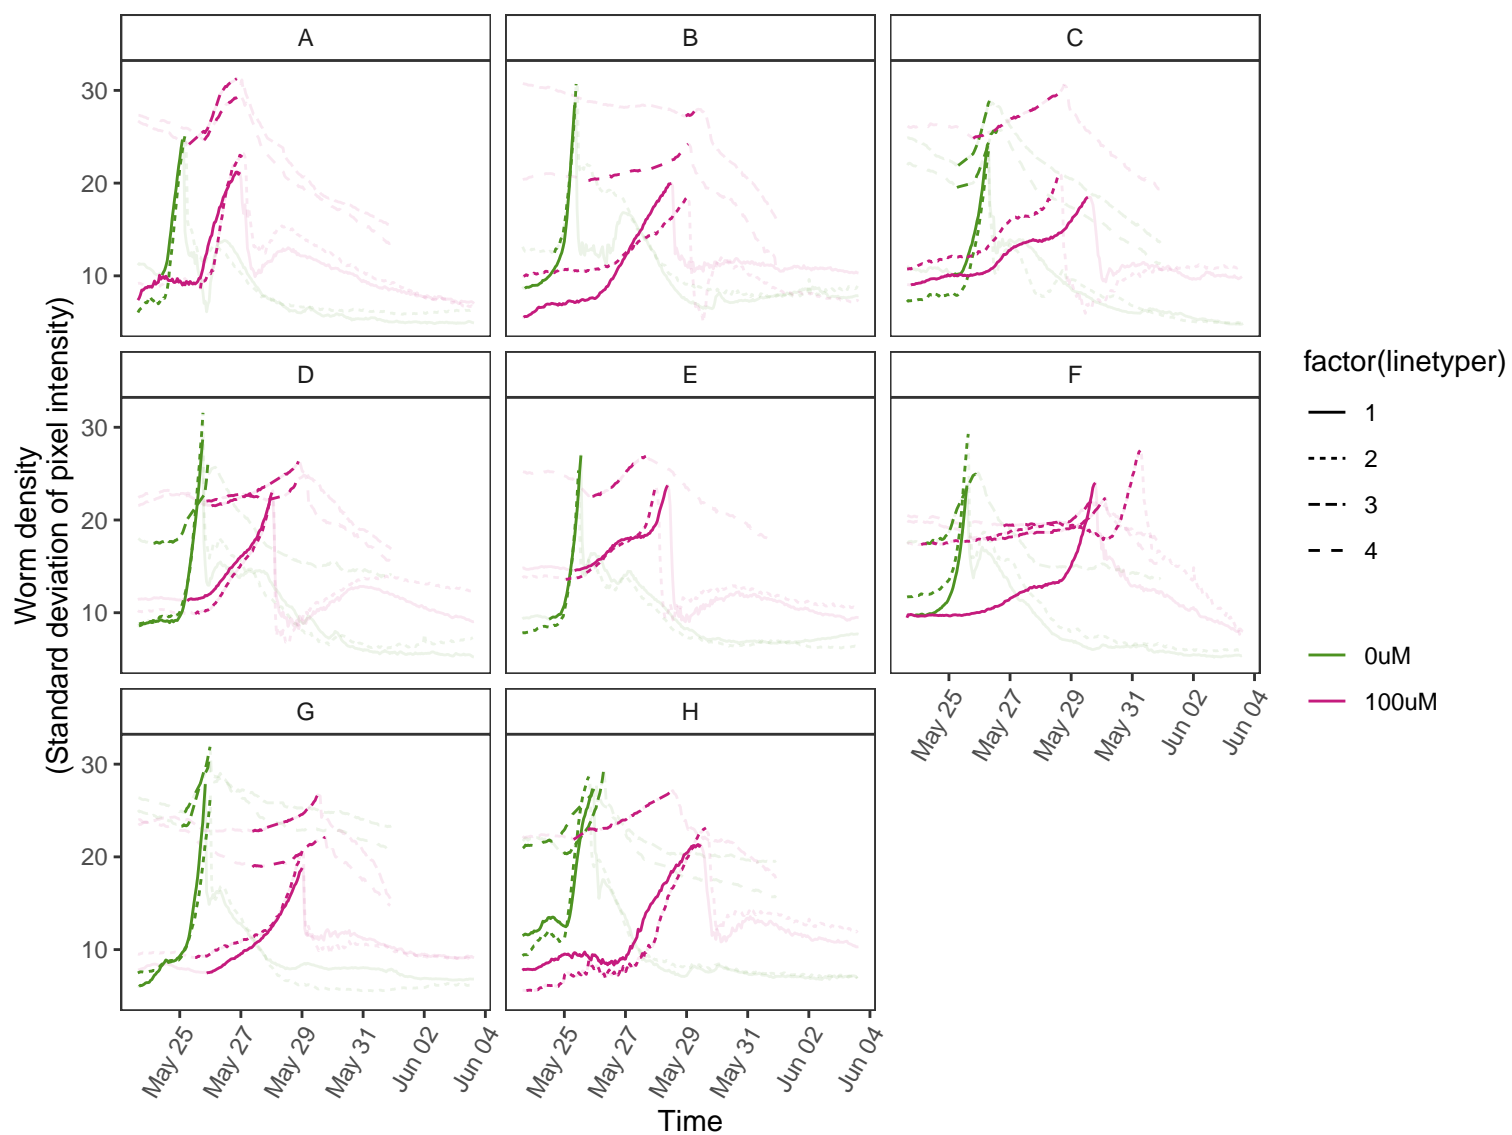 A
B
C
30
20
10
D
E
F
30
20
10
G
H
30
20
10
May 25
May 27
May 29
May 31
Jun 02
Jun 04
May 25
May 27
May 29
May 31
Jun 02
Jun 04
May 25
May 27
May 29
May 31
Jun 02
Jun 04
Time
Worm density
(Standard deviation of pixel intensity)
factor(linetyper)
1
2
3
4
0uM
100uM